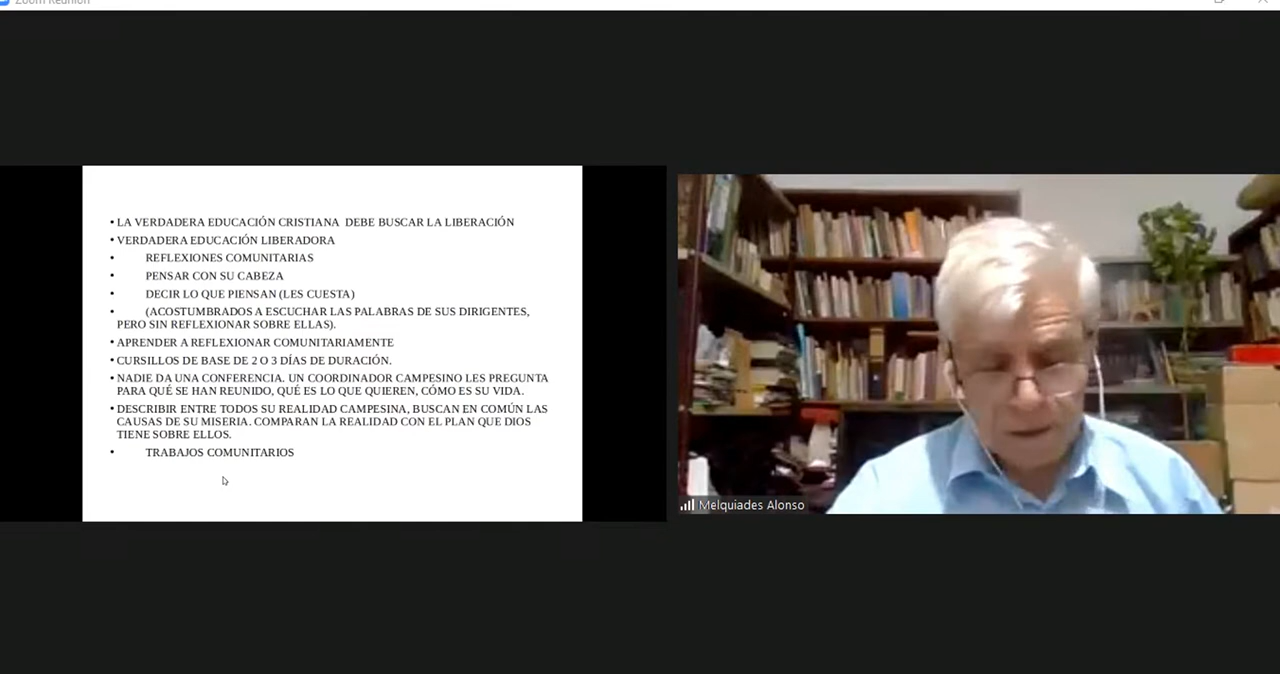 Zoom Reunión
• LA VERDADERA EDUCACIÓN CRISTIANA  DEBE BUSCAR LA LIBERACIÓN
• VERDADERA EDUCACIÓN LIBERADORA
• REFLEXIONES COMUNITARIAS
• PENSAR CON SU CABEZA
• DECIR LO QUE PIENSAN (LES CUESTA)
• (ACOSTUMBRADOS A ESCUCHAR LAS PALABRAS DE SUS DIRIGENTES,
PERO SIN REFLEXIONAR SOBRE ELLAS).
• APRENDER A REFLEXIONAR COMUNITARIAMENTE
• CURSILLOS DE BASE DE 2 O 3 DÍAS DE DURACIÓN.
• NADIE DA UNA CONFERENCIA. UN COORDINADOR CAMPESINO LES PREGUNTA
PARA QUÉ SE HAN REUNIDO, QUÉ ES LO QUE QUIEREN, CÓMO ES SU VIDA.
• DESCRIBIR ENTRE TODOS SU REALIDAD CAMPESINA, BUSCAN EN COMÚN LAS
CAUSAS DE SU MISERIA. COMPARAN LA REALIDAD CON EL PLAN QUE DIOS
TIENE SOBRE ELLOS.
• TRABAJOS COMUNITARIOS
Melquiades Alonso